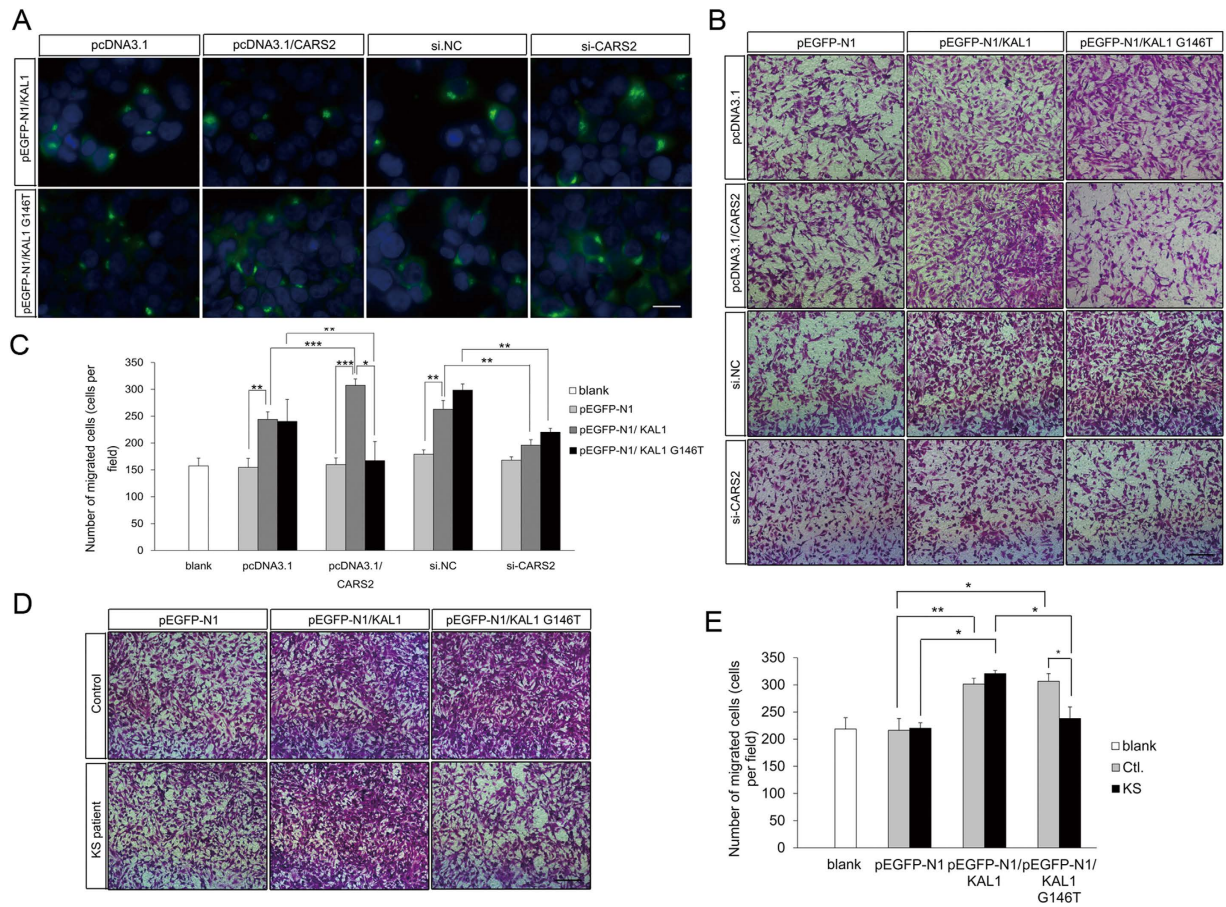 A
pcDNA3.1
pcDNA3.1/CARS2
si.NC
si-CARS2
pEGFP-N1/KAL1
pEGFP-N1/KAL1 G146T
B
pEGFP-N1
pEGFP-N1/KAL1
pEGFP-N1/KAL1 G146T
pcDNA3.1
pcDNA3.1/CARS2
si.NC
si-CARS2
C
Number of migrated cells (cells per
field)
350
300
250
200
150
100
50
0
**
***
**
***
*
**
**
**
blank
pcDNA3.1
pcDNA3.1/
CARS2
si.NC
si-CARS2
blank
pEGFP-N1
pEGFP-N1/ KAL1
pEGFP-N1/ KAL1 G146T
D
pEGFP-N1
pEGFP-N1/KAL1
pEGFP-N1/KAL1 G146T
Control
KS patient
E
Number of migrated cells (cells
per field)
350
300
250
200
150
100
50
0
*
**
*
*
*
blank
pEGFP-N1
pEGFP-N1/
KAL1
pEGFP-N1/
KAL1
G146T
blank
Ctl.
KS